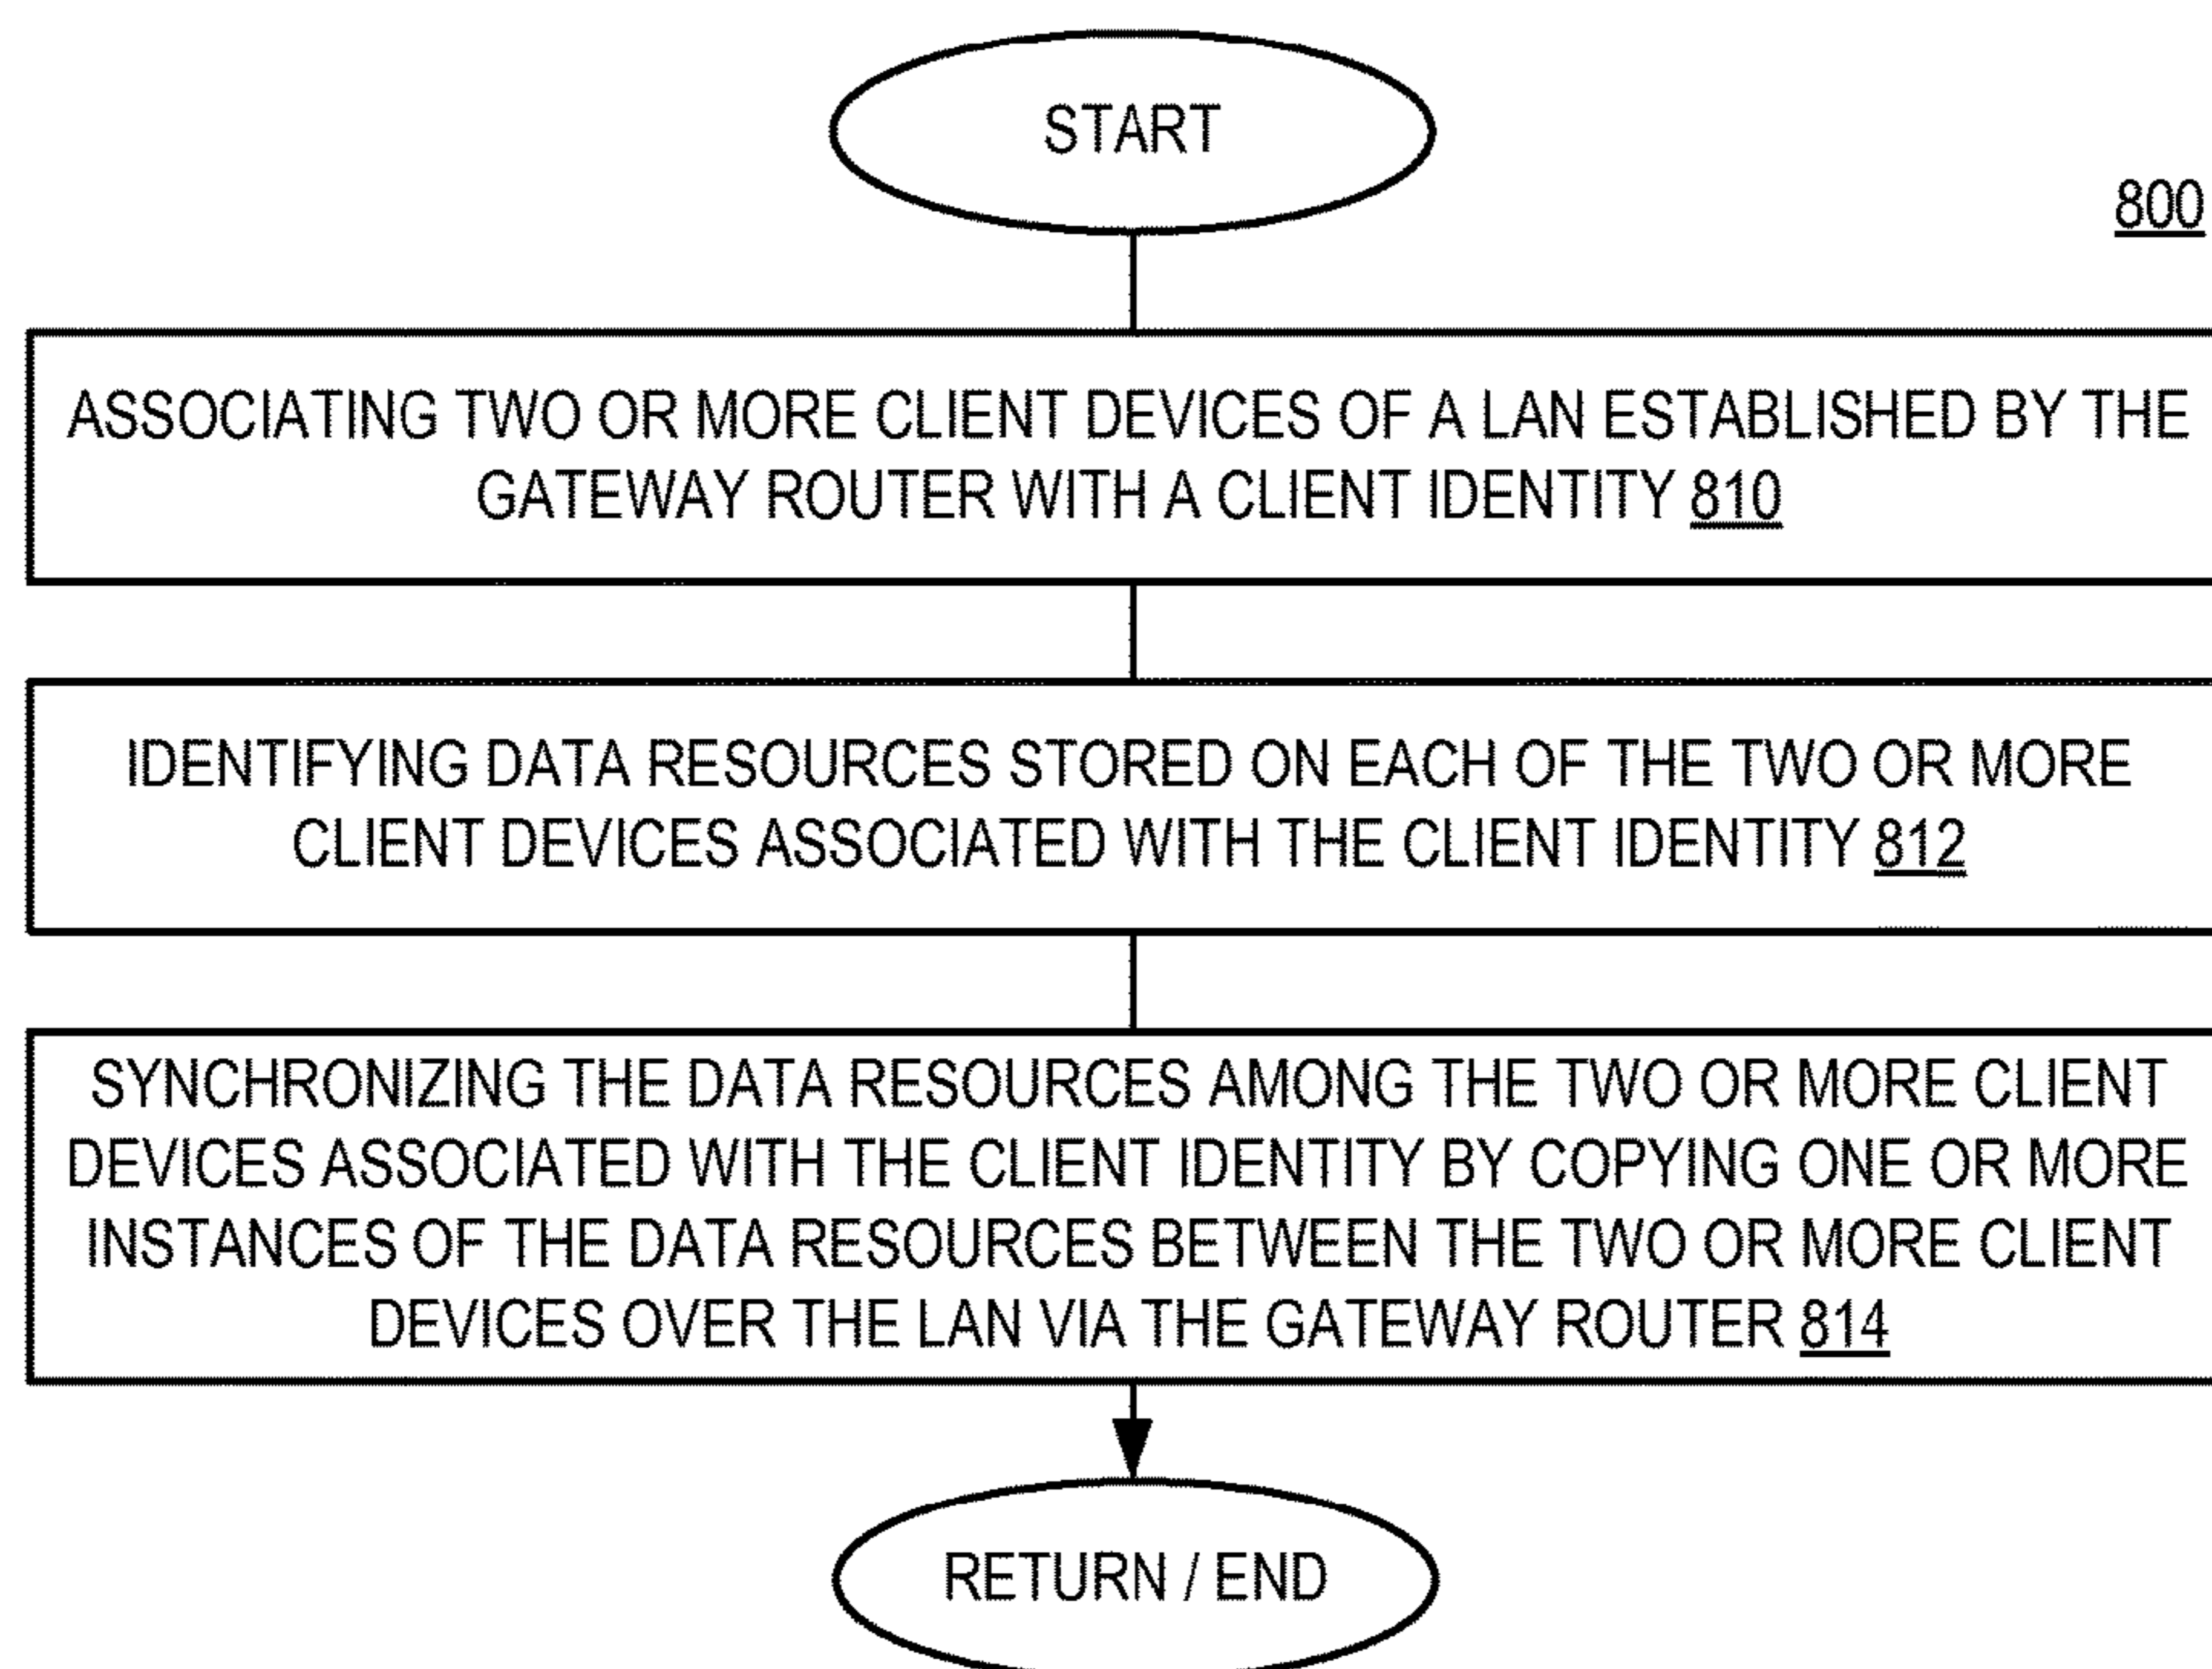 START
800
ASSOCIATING TWO OR MORE CLIENT DEVICES OF A LAN ESTABLISHED BY THE
GATEWAY ROUTER WITH A CLIENT IDENTITY 810
IDENTIFYING DATA RESOURCES STORED ON EACH OF THE TWO OR MORE
CLIENT DEVICES ASSOCIATED WITH THE CLIENT IDENTITY 812
SYNCHRONIZING THE DATA RESOURCES AMONG THE TWO OR MORE CLIENT
DEVICES ASSOCIATED WITH THE CLIENT IDENTITY BY COPYING ONE OR MORE
INSTANCES OF THE DATA RESOURCES BETWEEN THE TWO OR MORE CLIENT
DEVICES OVER THE LAN VIA THE GATEWAY ROUTER 814
RETURN / END